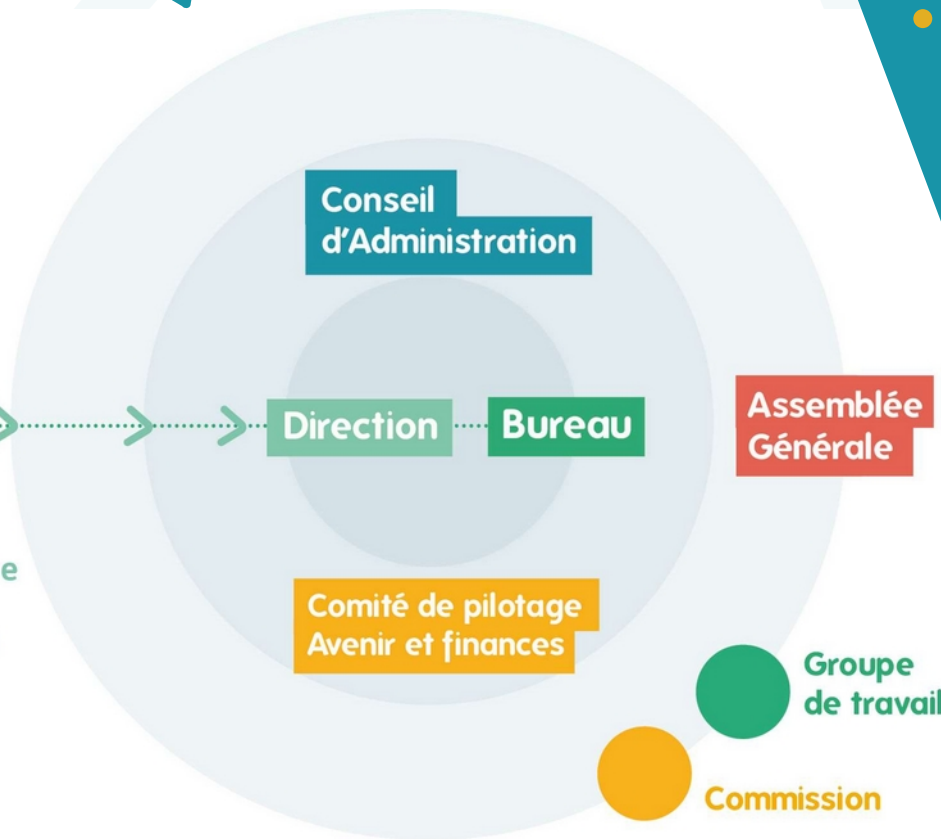 Conseil
d'Administration
Direction
Bureau
Assemblée
Générale
e
Comité de pilotage
Avenir et finances
Groupe
de travail
Commission